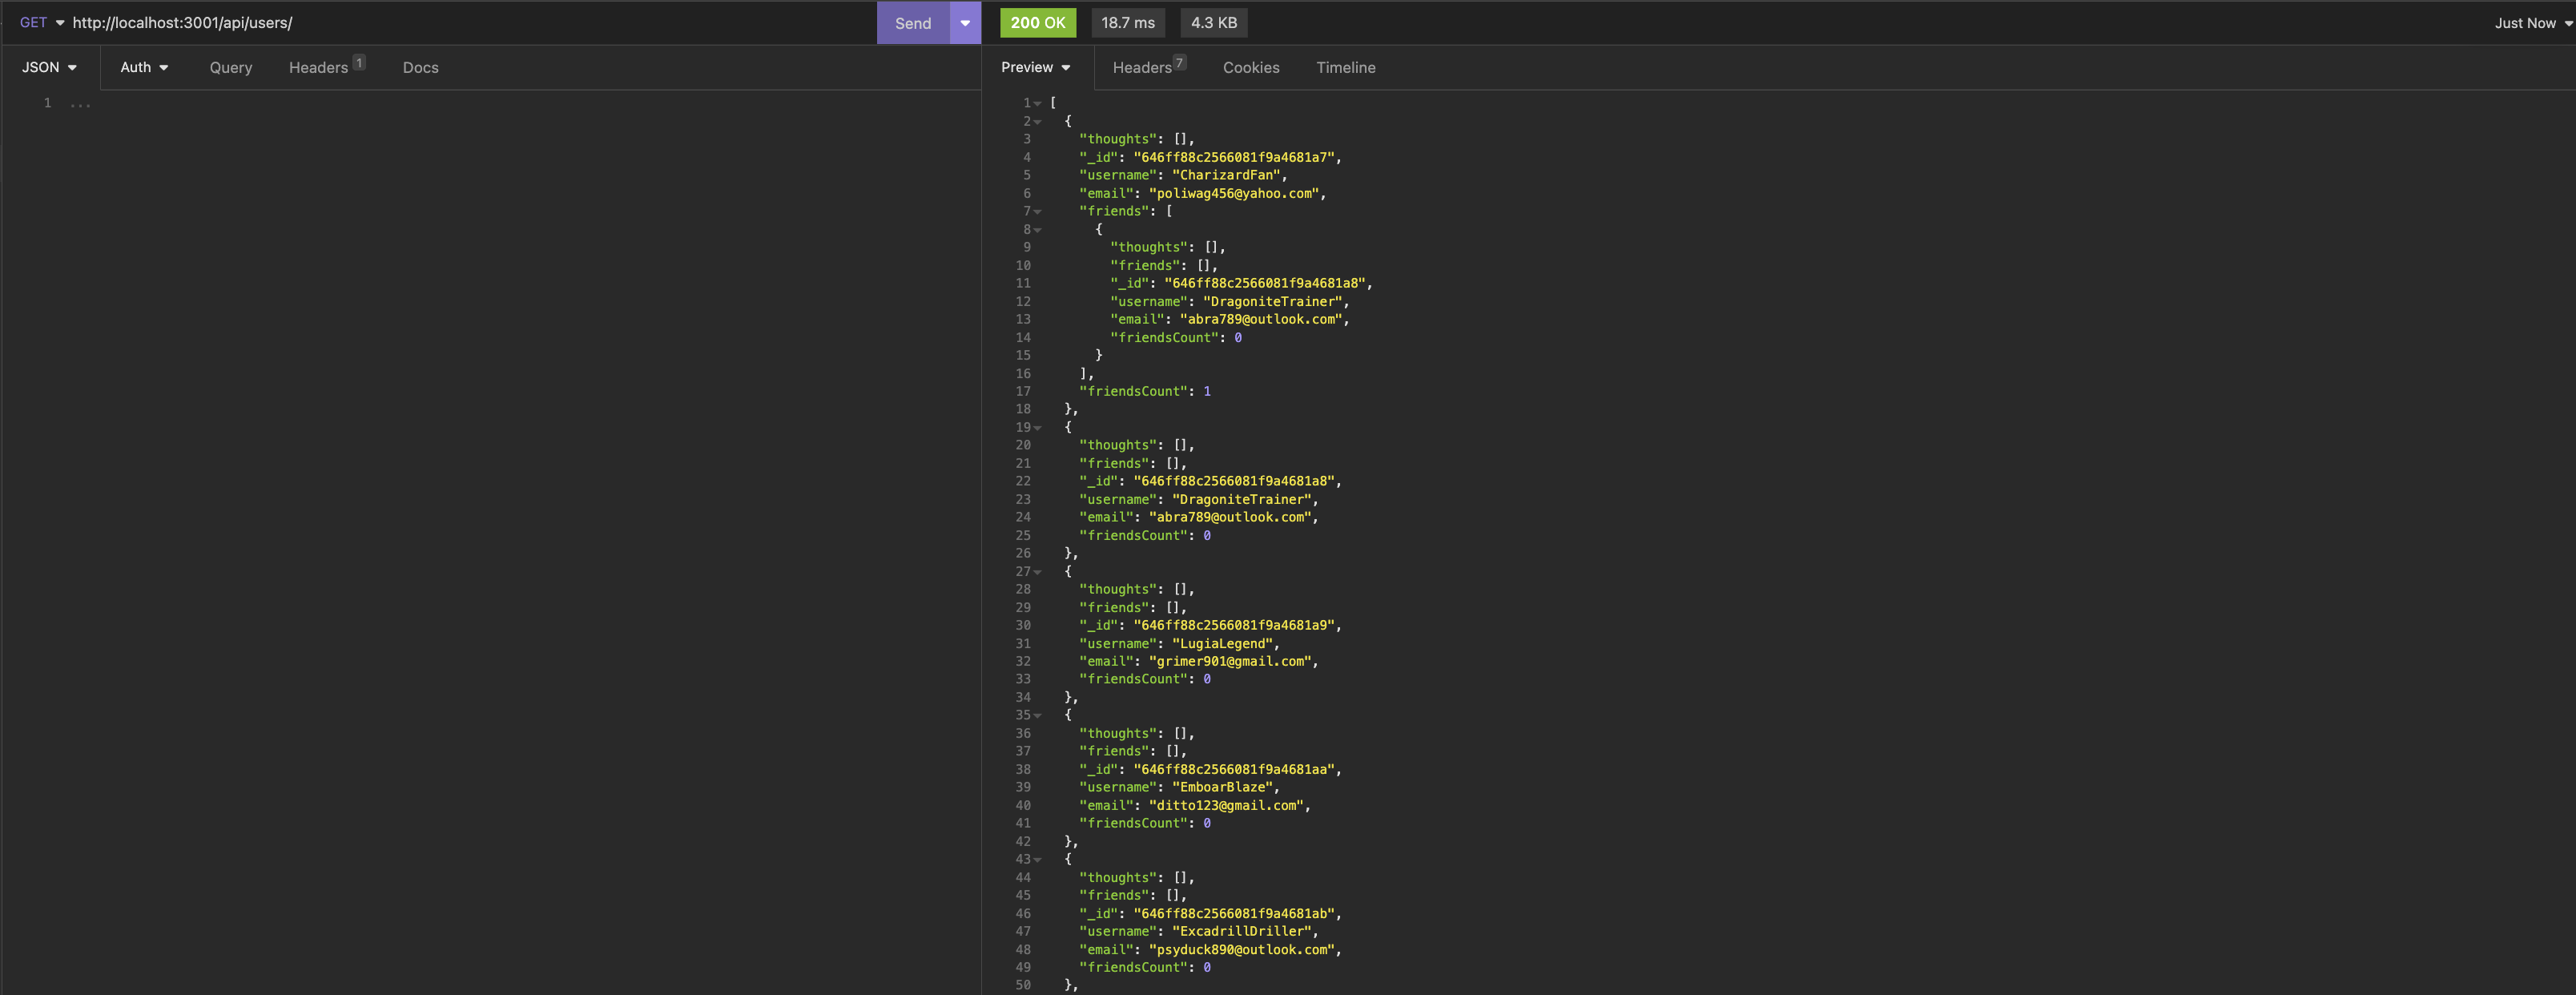 GET http://localhost:3001/api/users/ Send 200 OK 18.7 ms 4.3 KB Just Now
JSON Auth Query Headers 1 Docs
1 ...
Preview Headers 7 Cookies Timeline
1 [
2 {
3 "thoughts": [],
4 "_id": "646ff88c2566081f9a4681a7",
5 "username": "CharizardFan",
6 "email": "poliwag456@yahoo.com",
7 "friends": [
8 {
9 "thoughts": [],
10 "friends": [],
11 "_id": "646ff88c2566081f9a4681a8",
12 "username": "DragoniteTrainer",
13 "email": "abra789@outlook.com",
14 "friendsCount": 0
15 }
16 ],
17 "friendsCount": 1
18 },
19 {
20 "thoughts": [],
21 "friends": [],
22 "_id": "646ff88c2566081f9a4681a8",
23 "username": "DragoniteTrainer",
24 "email": "abra789@outlook.com",
25 "friendsCount": 0
26 },
27 {
28 "thoughts": [],
29 "friends": [],
30 "_id": "646ff88c2566081f9a4681a9",
31 "username": "LugiaLegend",
32 "email": "grimer901@gmail.com",
33 "friendsCount": 0
34 },
35 {
36 "thoughts": [],
37 "friends": [],
38 "_id": "646ff88c2566081f9a4681aa",
39 "username": "EmboarBlaze",
40 "email": "ditto123@gmail.com",
41 "friendsCount": 0
42 },
43 {
44 "thoughts": [],
45 "friends": [],
46 "_id": "646ff88c2566081f9a4681ab",
47 "username": "ExcadrillDriller",
48 "email": "psyduck890@outlook.com",
49 "friendsCount": 0
50 },